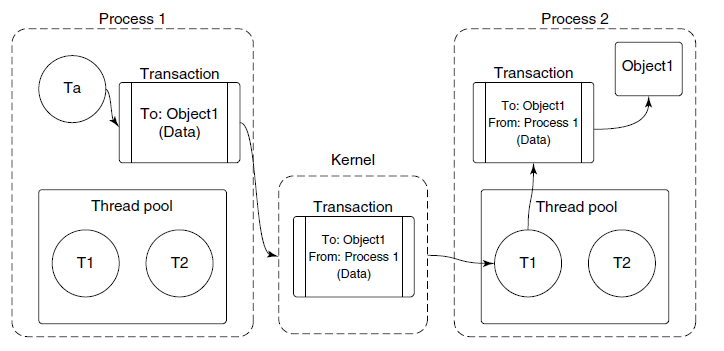 Process 1
Ta
Transaction
To: Object1
(Data)
Thread pool
T1
T2
Kernel
Transaction
To: Object1
From: Process 1
(Data)
Process 2
Transaction
To: Object1
From: Process 1
(Data)
Object1
Thread pool
T1
T2